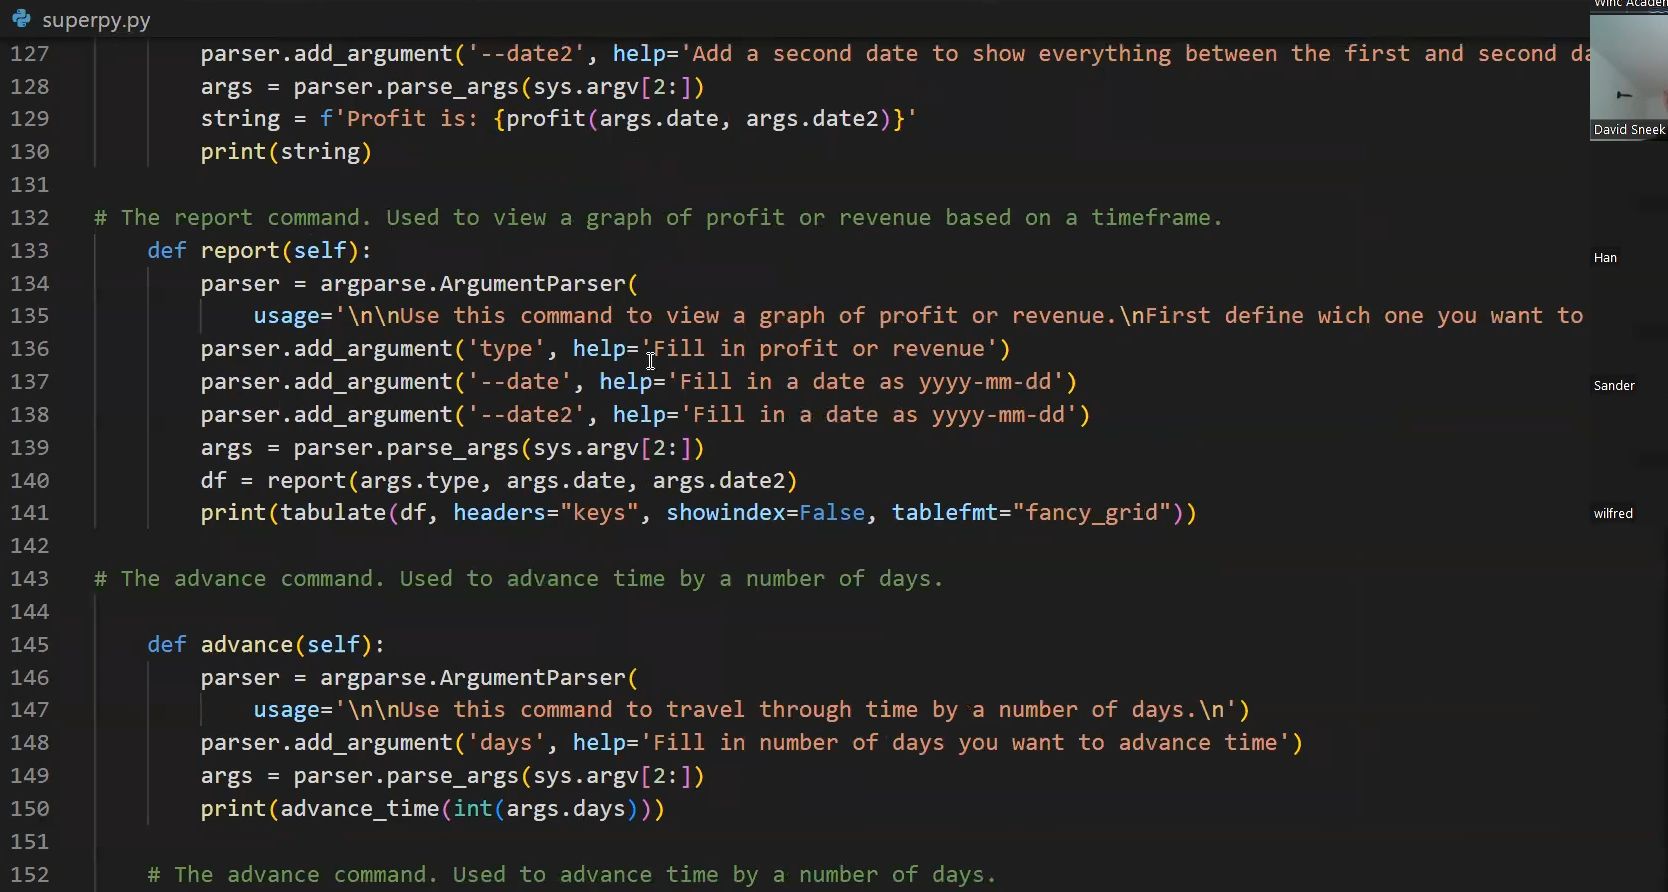 superpy.py
127 parser.add_argument('--date2', help='Add a second date to show everything between the first and second da
128 args = parser.parse_args(sys.argv[2:])
129 string = f'Profit is: {profit(args.date, args.date2)}'
130 print(string)
131
132 # The report command. Used to view a graph of profit or revenue based on a timeframe.
133 def report(self):
134 parser = argparse.ArgumentParser(
135 usage='\n\nUse this command to view a graph of profit or revenue.\nFirst define wich one you want to
136 parser.add_argument('type', help='Fill in profit or revenue')
137 parser.add_argument('--date', help='Fill in a date as yyyy-mm-dd')
138 parser.add_argument('--date2', help='Fill in a date as yyyy-mm-dd')
139 args = parser.parse_args(sys.argv[2:])
140 df = report(args.type, args.date, args.date2)
141 print(tabulate(df, headers="keys", showindex=False, tablefmt="fancy_grid"))
142
143 # The advance command. Used to advance time by a number of days.
144
145 def advance(self):
146 parser = argparse.ArgumentParser(
147 usage='\n\nUse this command to travel through time by a number of days.\n')
148 parser.add_argument('days', help='Fill in number of days you want to advance time')
149 args = parser.parse_args(sys.argv[2:])
150 print(advance_time(int(args.days)))
151
152 # The advance command. Used to advance time by a number of days.
Winc Academ
David Sneek
Han
Sander
wilfred